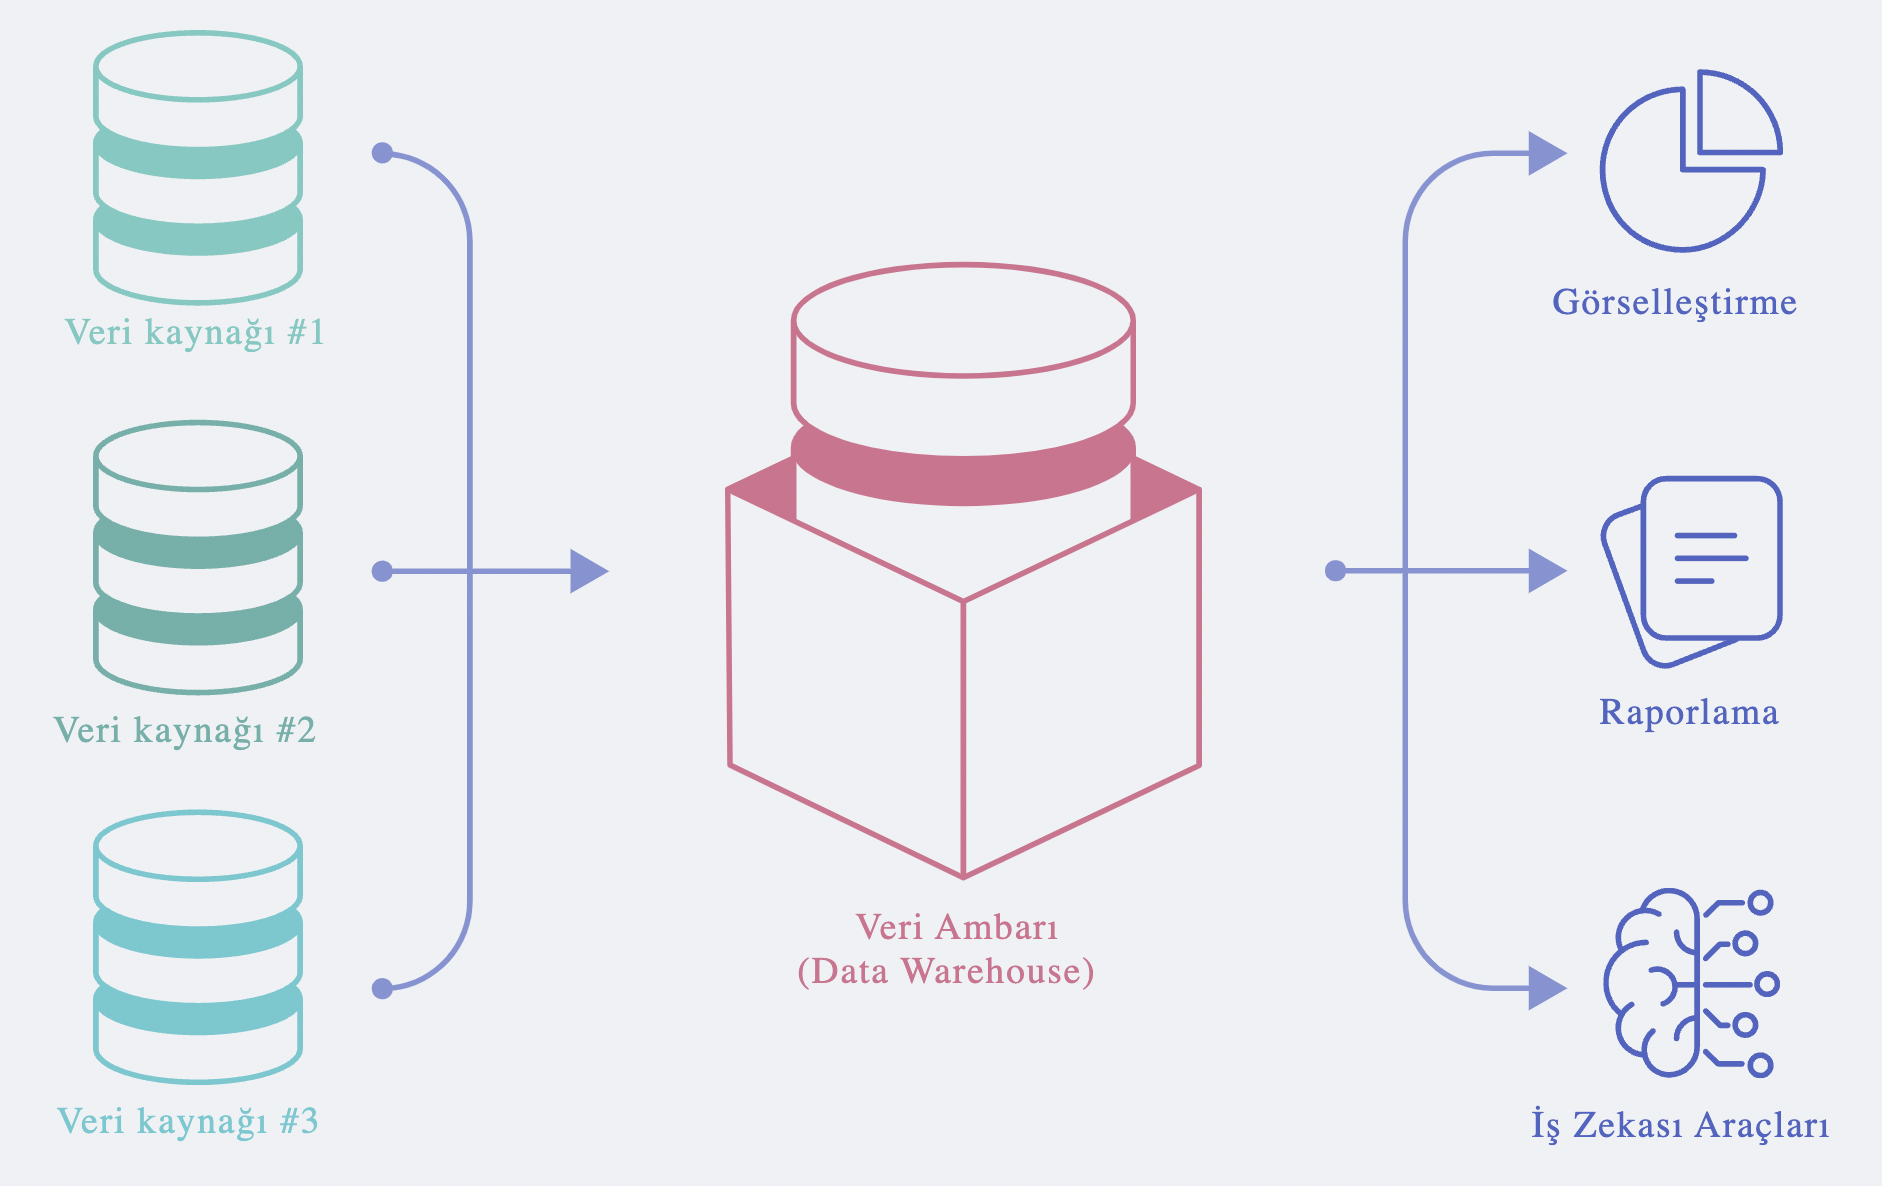 Veri kaynağı #1
Veri kaynağı #2
Veri kaynağı #3
Veri Ambarı
(Data Warehouse)
Görselleştirme
Raporlama
İş Zekası Araçları